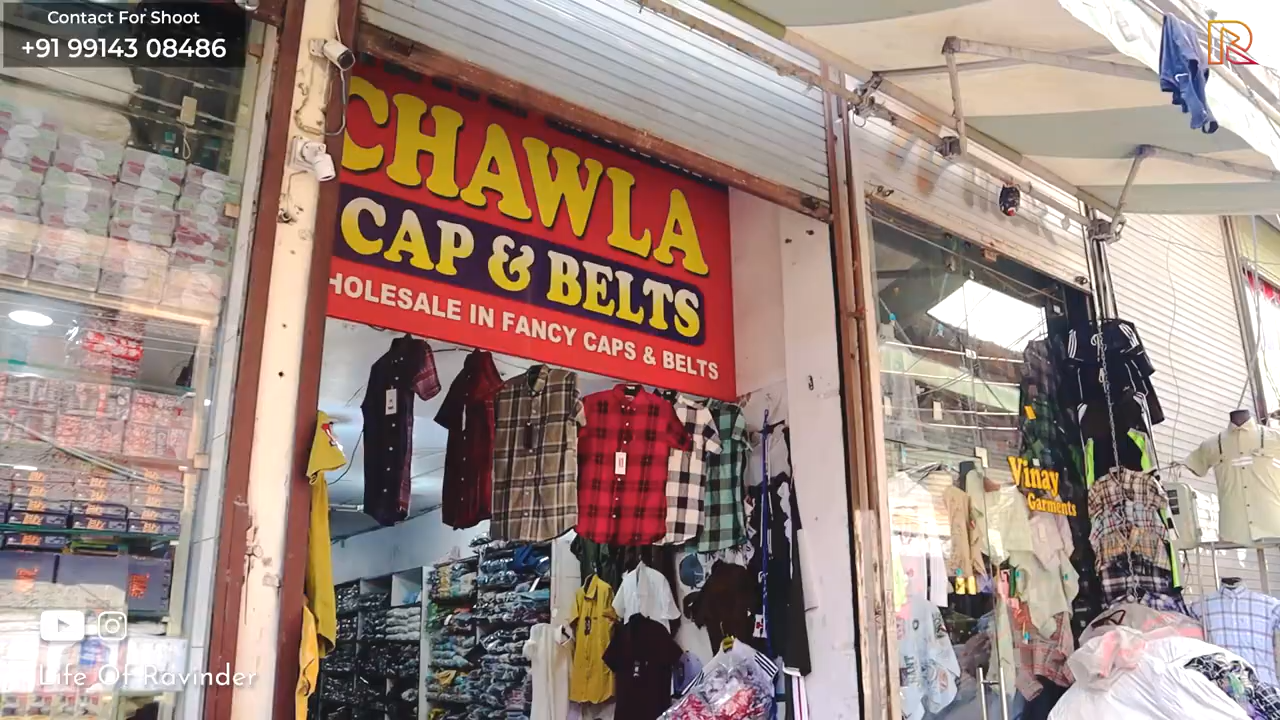 Contact For Shoot
+91 99143 08486
R
CHAWLA
CAP & BELTS
HOLESALE IN FANCY CAPS & BELTS
Vinay
Garments
Life Of Ravinder